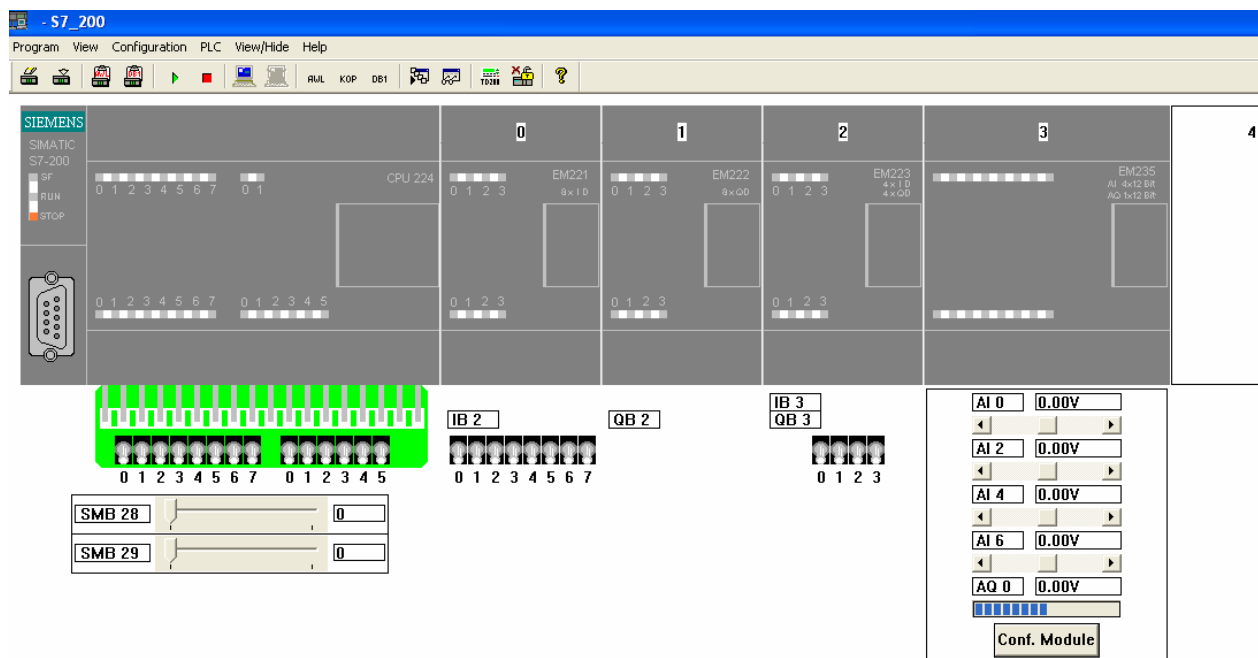 - S7_200
Program View Configuration PLC View/Hide Help
AWL KOP DB1 TD200 ?
SIEMENS
SIMATIC
S7-200
SF
RUN
STOP
0 1 2 3 4 5 6 7 0 1 CPU 224
0 1 2 3 4 5 6 7 0 1 2 3 4 5
0
EM221
8x I D
0 1 2 3
0 1 2 3
1
EM222
8x QD
0 1 2 3
0 1 2 3
2
EM223
4x I D
4x QD
0 1 2 3
0 1 2 3
3
EM235
AI 4x12 Bit
AQ 1x12 Bit
4
0 1 2 3 4 5 6 7 0 1 2 3 4 5
SMB 28 0
SMB 29 0
IB 2
0 1 2 3 4 5 6 7
QB 2
IB 3
QB 3
0 1 2 3
AI 0 0.00V
AI 2 0.00V
AI 4 0.00V
AI 6 0.00V
AQ 0 0.00V
Conf. Module